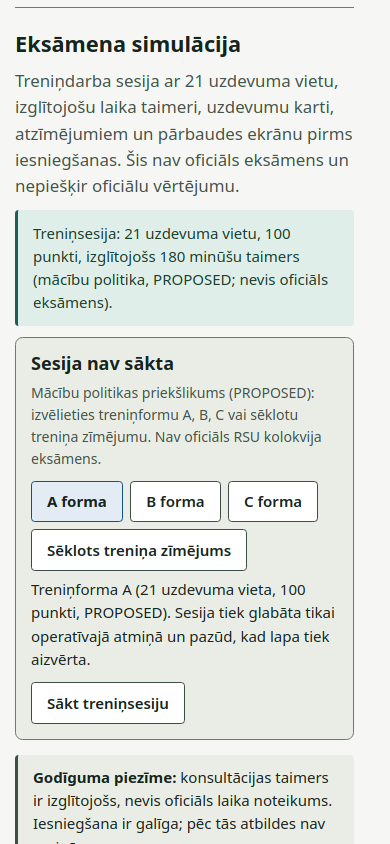 Eksāmena simulācija
Treniņdarba sesija ar 21 uzdevuma vietu,
izglītojošu laika taimeri, uzdevumu karti,
atzīmējumiem un pārbaudes ekrānu pirms
iesniegšanas. Šis nav oficiāls eksāmens un
nepiešķir oficiālu vērtējumu.
Treniņsesija: 21 uzdevuma vietu, 100
punkti, izglītojošs 180 minūšu taimers
(mācību politika, PROPOSED; nevis oficiāls
eksāmens).
Sesija nav sākta
Mācību politikas priekšlikums (PROPOSED):
izvēlieties treniņformu A, B, C vai sēklotu
treniņa zīmējumu. Nav oficiāls RSU kolokvija
eksāmens.
A forma B forma C forma
Sēklots treniņa zīmējums
Treniņforma A (21 uzdevuma vieta, 100
punkti, PROPOSED). Sesija tiek glabāta tikai
operatīvajā atmiņā un pazūd, kad lapa tiek
aizvērta.
Sākt treniņsesiju
Godīguma piezīme: konsultācijas taimers
ir izglītojošs, nevis oficiāls laika noteikums.
Iesniegšana ir galīga; pēc tās atbildes nav